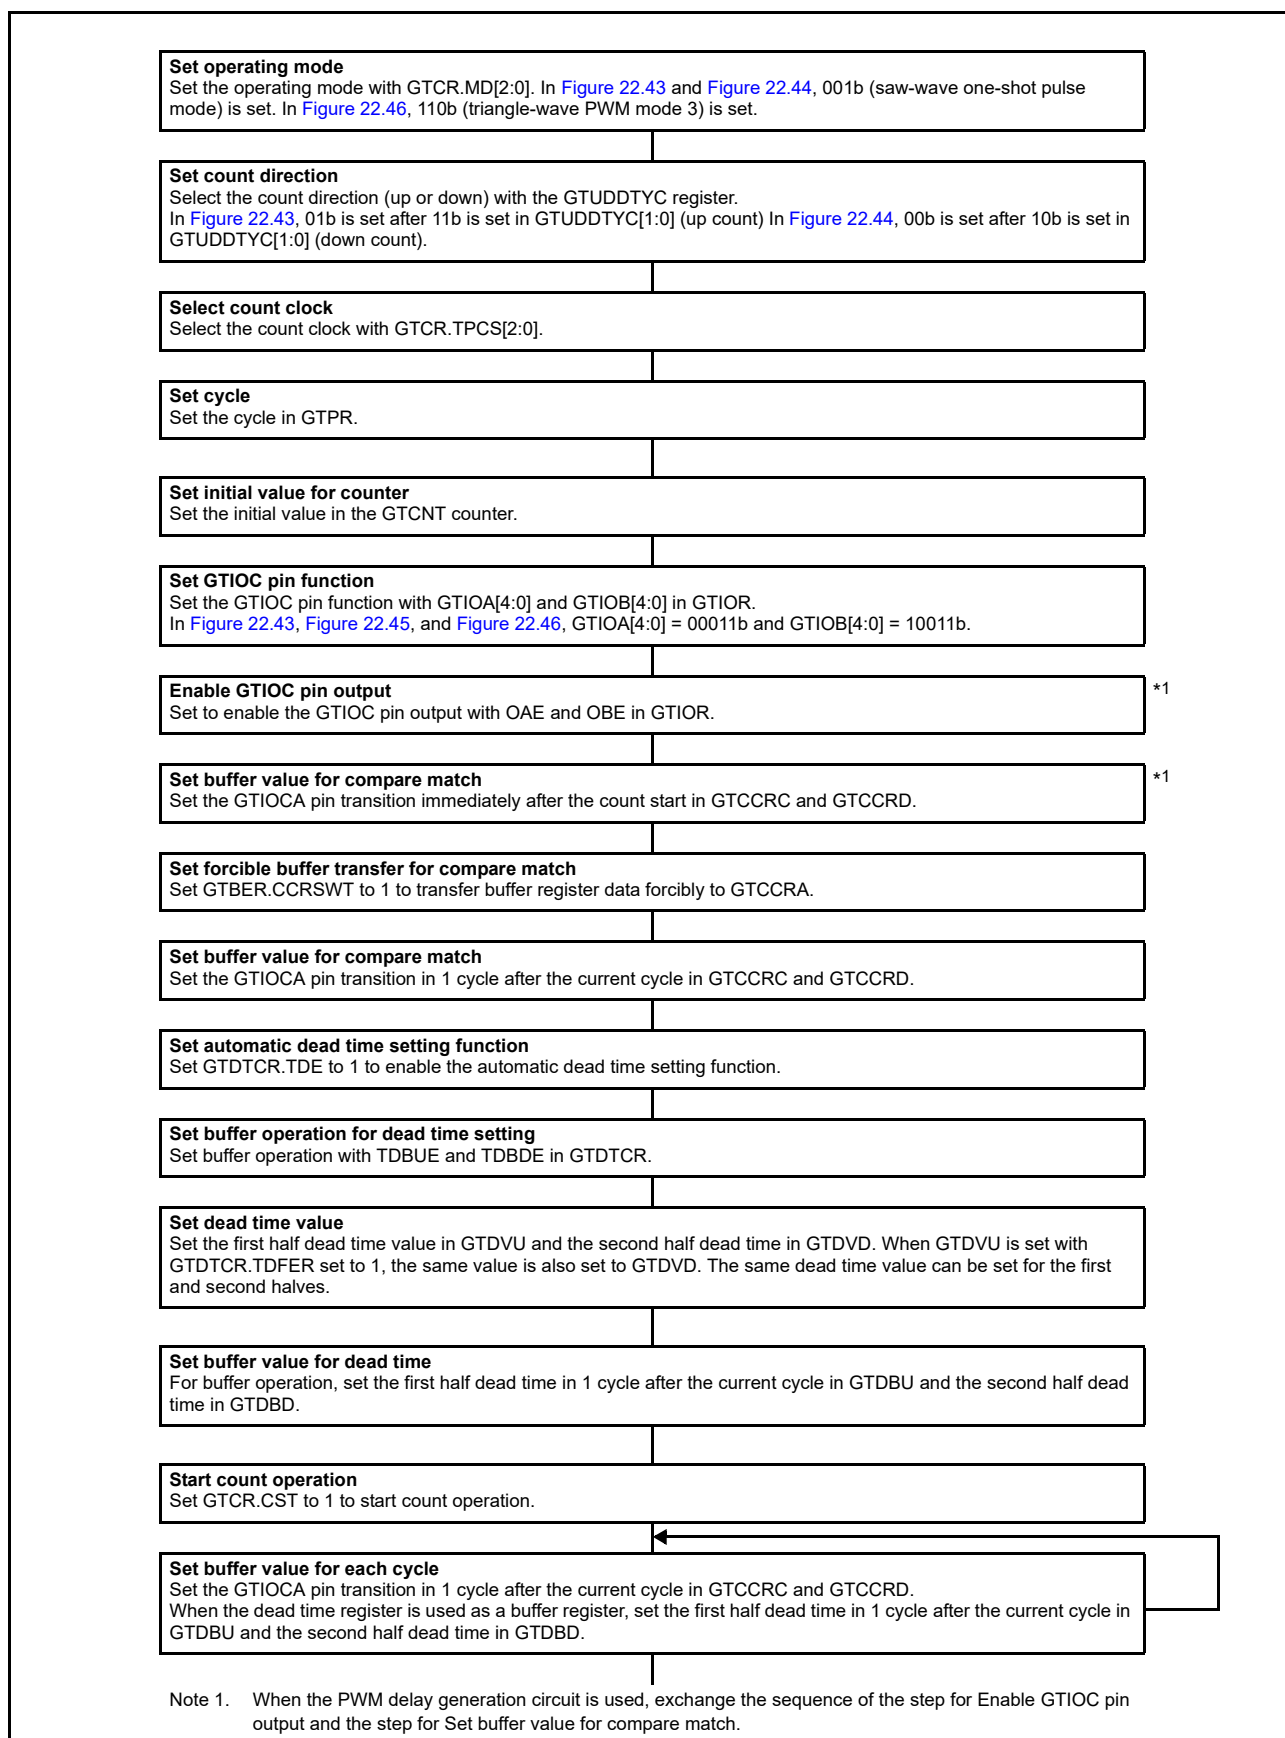 Set operating mode
Set the operating mode with GTCR.MD[2:0]. In Figure 22.43 and Figure 22.44, 001b (saw-wave one-shot pulse
mode) is set. In Figure 22.46, 110b (triangle-wave PWM mode 3) is set.
Set count direction
Select the count direction (up or down) with the GTUDDTYC register.
In Figure 22.43, 01b is set after 11b is set in GTUDDTYC[1:0] (up count) In Figure 22.44, 00b is set after 10b is set in
GTUDDTYC[1:0] (down count).
Select count clock
Select the count clock with GTCR.TPCS[2:0].
Set cycle
Set the cycle in GTPR.
Set initial value for counter
Set the initial value in the GTCNT counter.
Set GTIOC pin function
Set the GTIOC pin function with GTIOA[4:0] and GTIOB[4:0] in GTIOR.
In Figure 22.43, Figure 22.45, and Figure 22.46, GTIOA[4:0] = 00011b and GTIOB[4:0] = 10011b.
Enable GTIOC pin output
*1
Set to enable the GTIOC pin output with OAE and OBE in GTIOR.
Set buffer value for compare match
*1
Set the GTIOCA pin transition immediately after the count start in GTCCRC and GTCCRD.
Set forcible buffer transfer for compare match
Set GTBER.CCRSWT to 1 to transfer buffer register data forcibly to GTCCRA.
Set buffer value for compare match
Set the GTIOCA pin transition in 1 cycle after the current cycle in GTCCRC and GTCCRD.
Set automatic dead time setting function
Set GTDTCR.TDE to 1 to enable the automatic dead time setting function.
Set buffer operation for dead time setting
Set buffer operation with TDBUE and TDBDE in GTDTCR.
Set dead time value
Set the first half dead time value in GTDVU and the second half dead time in GTDVD. When GTDVU is set with
GTDTCR.TDFER set to 1, the same value is also set to GTDVD. The same dead time value can be set for the first
and second halves.
Set buffer value for dead time
For buffer operation, set the first half dead time in 1 cycle after the current cycle in GTDBU and the second half dead
time in GTDBD.
Start count operation
Set GTCR.CST to 1 to start count operation.
Set buffer value for each cycle
Set the GTIOCA pin transition in 1 cycle after the current cycle in GTCCRC and GTCCRD.
When the dead time register is used as a buffer register, set the first half dead time in 1 cycle after the current cycle in
GTDBU and the second half dead time in GTDBD.
Note 1. When the PWM delay generation circuit is used, exchange the sequence of the step for Enable GTIOC pin
output and the step for Set buffer value for compare match.